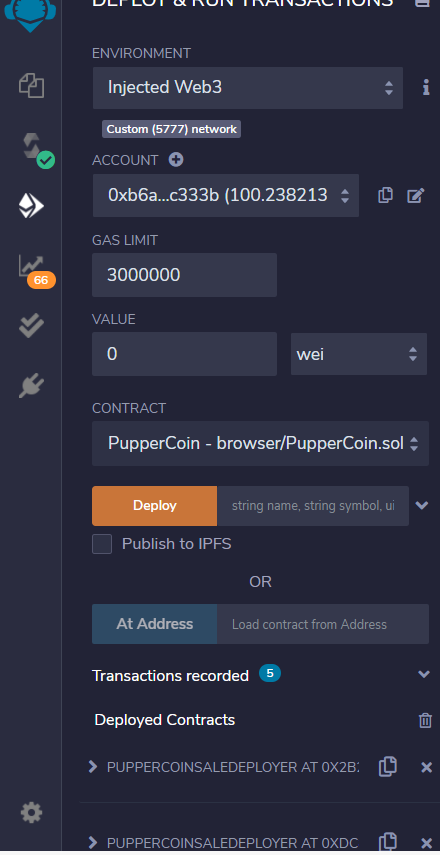 DEPLOY & RUN TRANSACTIONS
ENVIRONMENT
Injected Web3
Custom (5777) network
ACCOUNT
0xb6a...c333b (100.238213
GAS LIMIT
3000000
VALUE
0
wei
CONTRACT
PupperCoin - browser/PupperCoin.sol
Deploy
string name, string symbol, ui
Publish to IPFS
OR
At Address
Load contract from Address
Transactions recorded 5
Deployed Contracts
PUPPERCOINSALEDEPLOYER AT 0X2B2
PUPPERCOINSALEDEPLOYER AT 0XDC
66